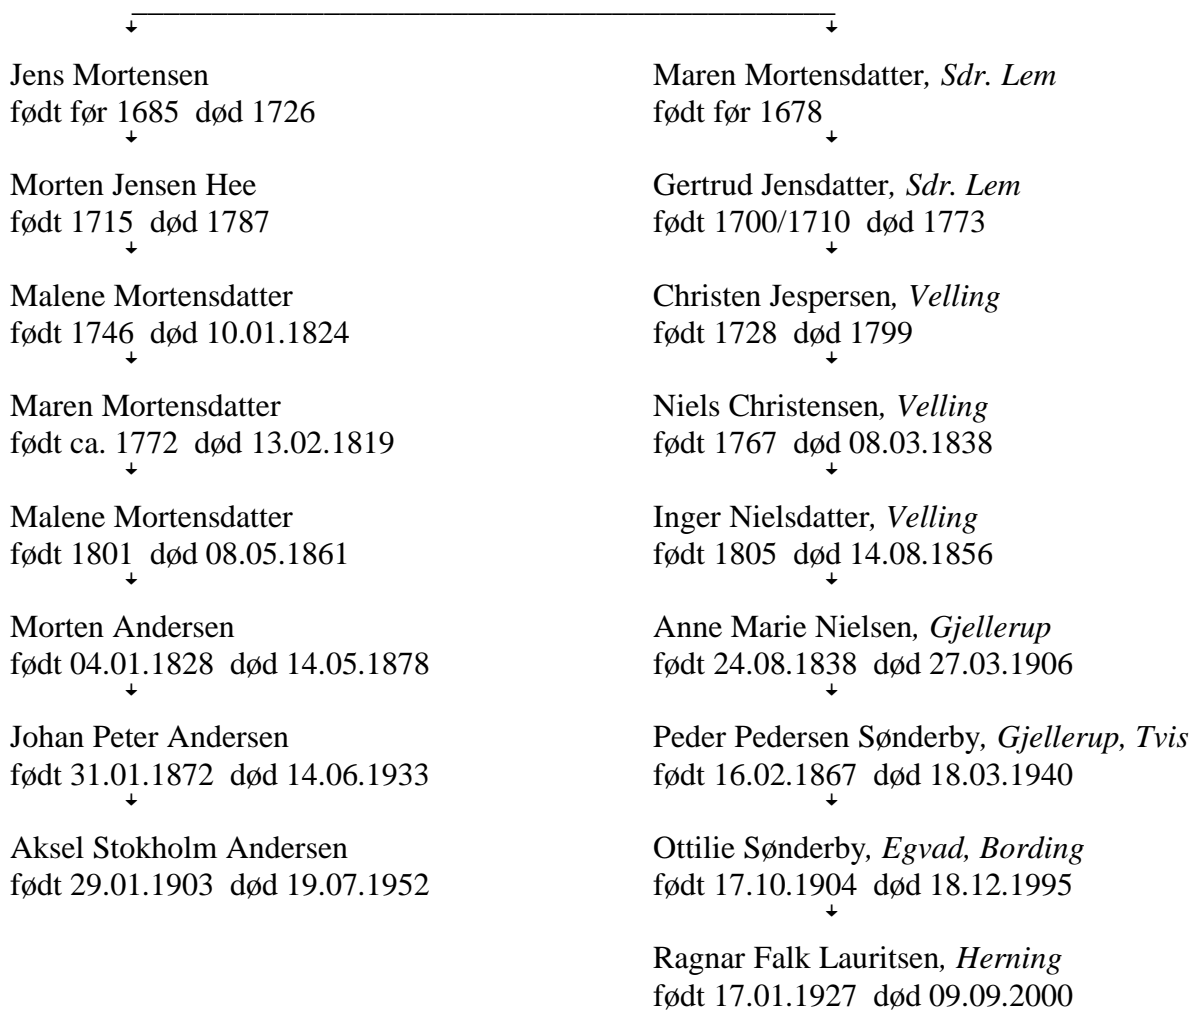 Jens Mortensen
født før 1685 død 1726
Morten Jensen Hee
født 1715 død 1787
Malene Mortensdatter
født 1746 død 10.01.1824
Maren Mortensdatter
født ca. 1772 død 13.02.1819
Malene Mortensdatter
født 1801 død 08.05.1861
Morten Andersen
født 04.01.1828 død 14.05.1878
Johan Peter Andersen
født 31.01.1872 død 14.06.1933
Aksel Stokholm Andersen
født 29.01.1903 død 19.07.1952
Maren Mortensdatter, Sdr. Lem
født før 1678
Gertrud Jensdatter, Sdr. Lem
født 1700/1710 død 1773
Christen Jespersen, Velling
født 1728 død 1799
Niels Christensen, Velling
født 1767 død 08.03.1838
Inger Nielsdatter, Velling
født 1805 død 14.08.1856
Anne Marie Nielsen, Gjellerup
født 24.08.1838 død 27.03.1906
Peder Pedersen Sønderby, Gjellerup, Tvis
født 16.02.1867 død 18.03.1940
Ottilie Sønderby, Egvad, Bording
født 17.10.1904 død 18.12.1995
Ragnar Falk Lauritsen, Herning
født 17.01.1927 død 09.09.2000